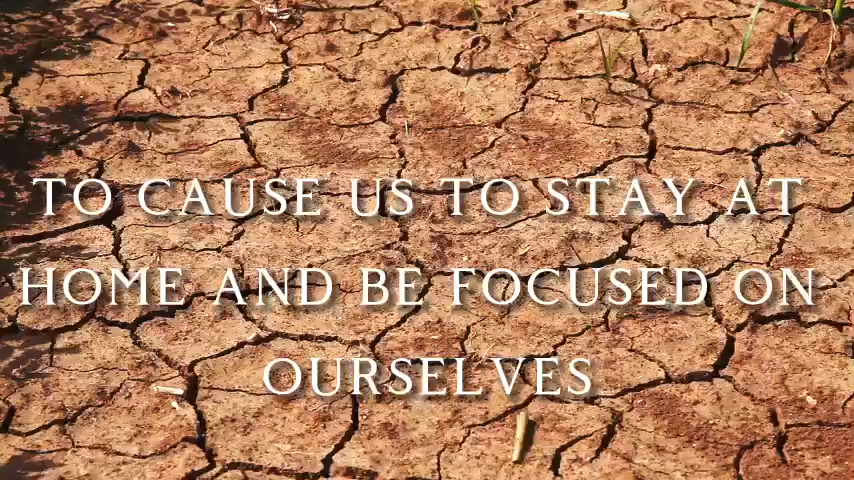 TO CAUSE US TO STAY AT
HOME AND BE FOCUSED ON
OURSELVES